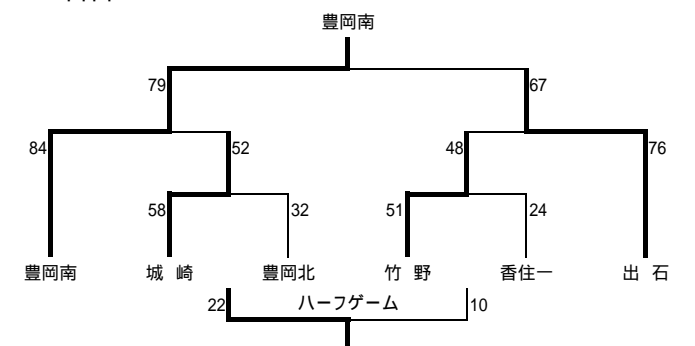 豊岡南
79 67
84 52 48 76
58 32 51 24
豊岡南 城 崎 豊岡北 竹 野 香住一 出 石
22 ハーフゲーム 10